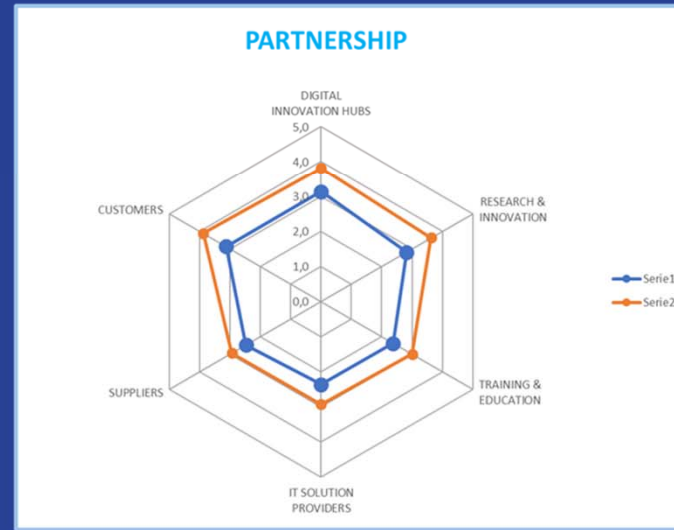 PARTNERSHIP
DIGITAL
INNOVATION HUBS
5,0
4,0
3,0
2,0
1,0
0,0
RESEARCH &
INNOVATION
TRAINING &
EDUCATION
IT SOLUTION
PROVIDERS
SUPPLIERS
CUSTOMERS
Serie1
Serie2